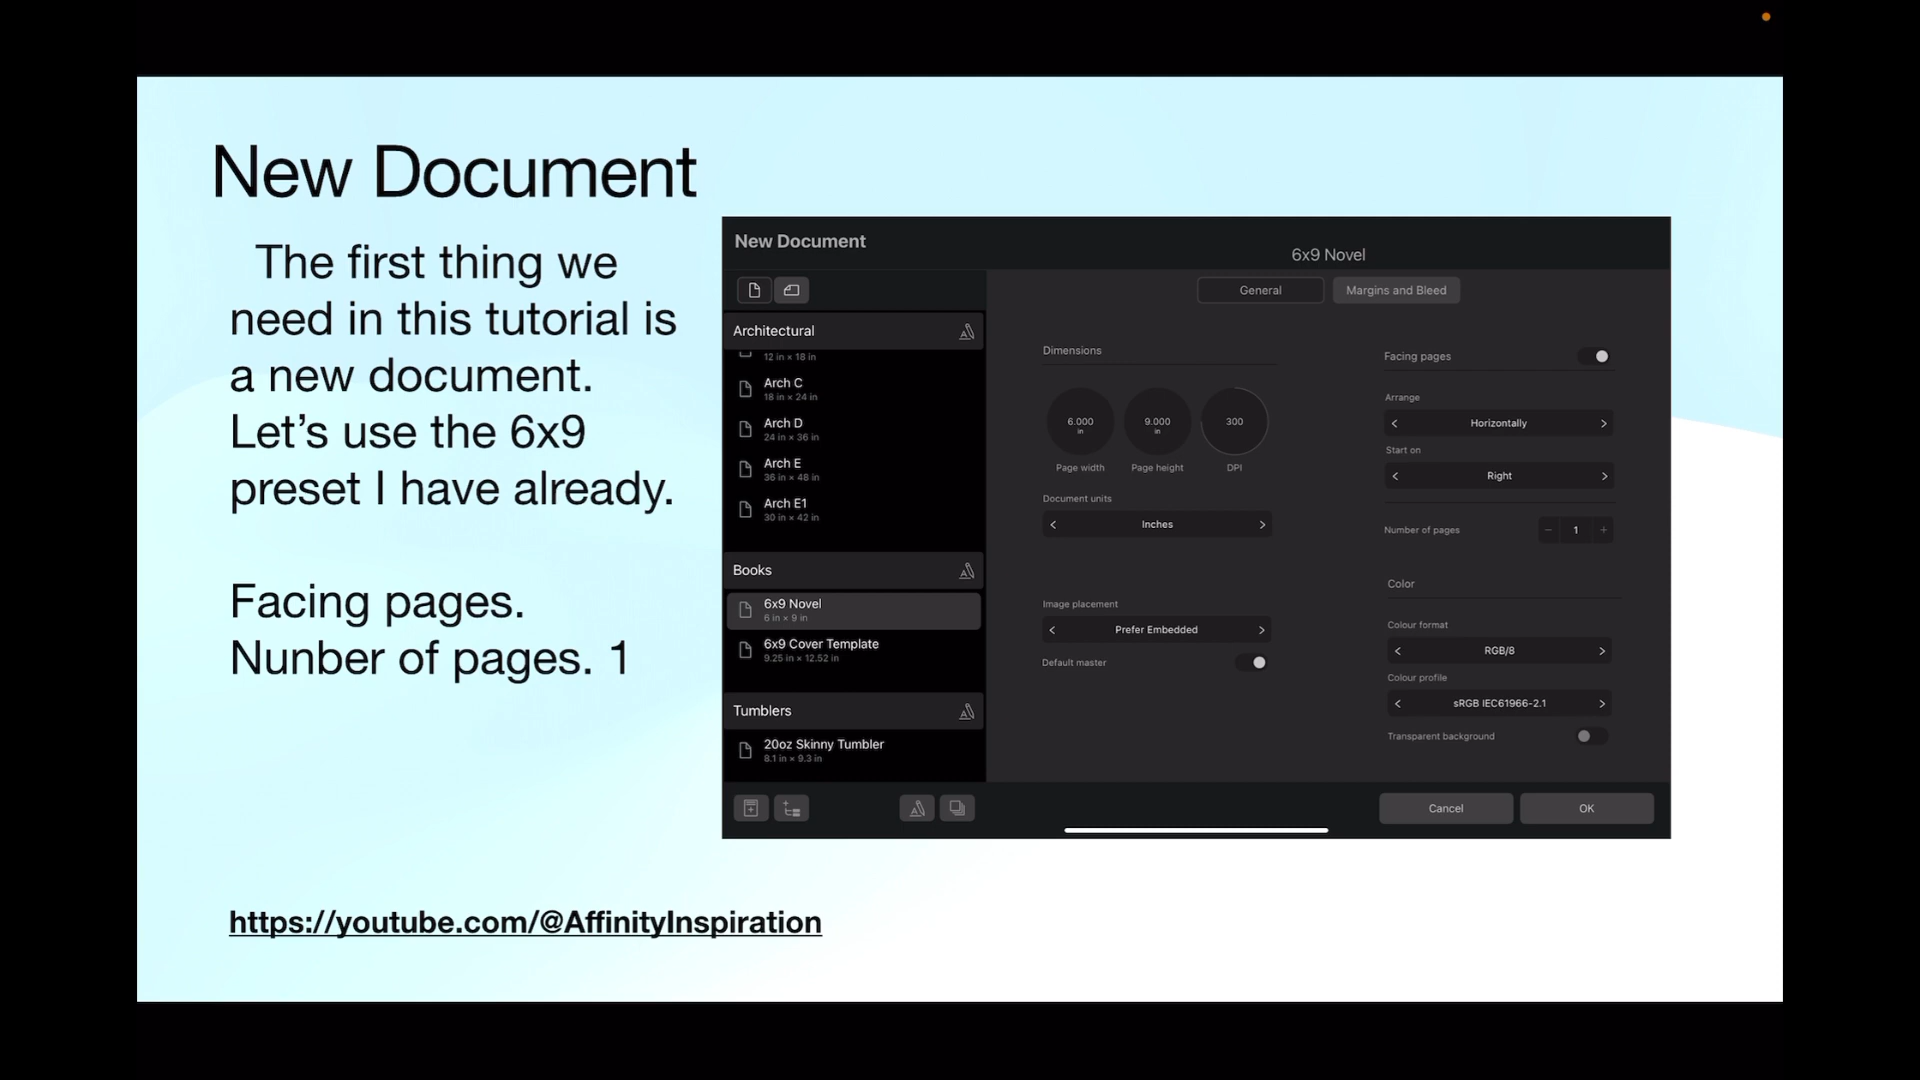 New Document
The first thing we
need in this tutorial is
a new document.
Let's use the 6x9
preset I have already.
Facing pages.
Nunber of pages. 1
https://youtube.com/@AffinityInspiration
New Document
6x9 Novel
General
Margins and Bleed
Architectural
12 in × 18 in
Arch C
18 in × 24 in
Arch D
24 in × 36 in
Arch E
36 in × 48 in
Arch E1
30 in × 42 in
Books
6x9 Novel
6 in × 9 in
6x9 Cover Template
9.25 in × 12.52 in
Tumblers
20oz Skinny Tumbler
8.1 in × 9.3 in
Dimensions
6.000 in
9.000 in
300
Page width
Page height
DPI
Document units
Inches
Image placement
Prefer Embedded
Default master
Facing pages
Arrange
Horizontally
Start on
Right
Number of pages
1
Color
Colour format
RGB/8
Colour profile
sRGB IEC61966-2.1
Transparent background
Cancel
OK